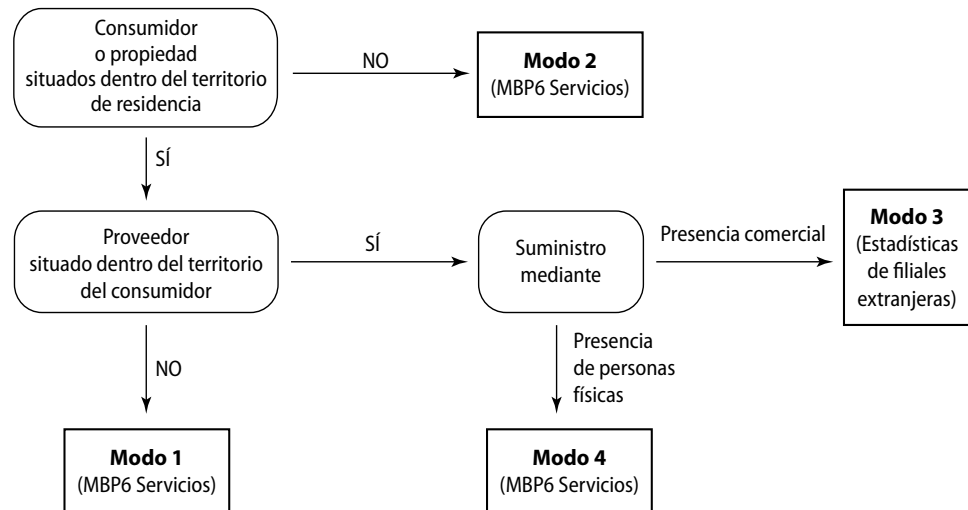 Consumidor
o propiedad
situados dentro del territorio
de residencia
NO
Modo 2
(MBP6 Servicios)
SÍ
Proveedor
situado dentro del territorio
del consumidor
SÍ
Suministro
mediante
Presencia comercial
Modo 3
(Estadísticas
de filiales
extranjeras)
NO
Presencia
de personas
físicas
Modo 1
(MBP6 Servicios)
Modo 4
(MBP6 Servicios)